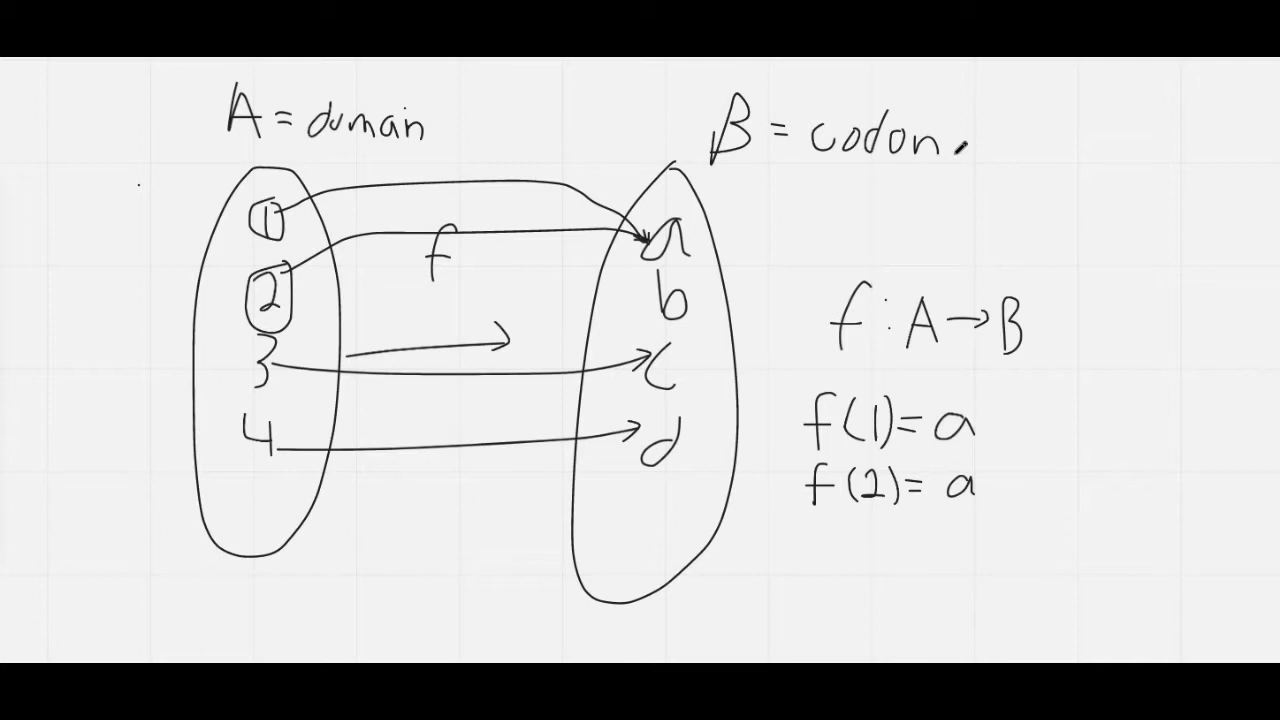 A = domain
B = codon
1
2
3
4
f
a
b
c
d
f : A → B
f(1) = a
f(2) = a